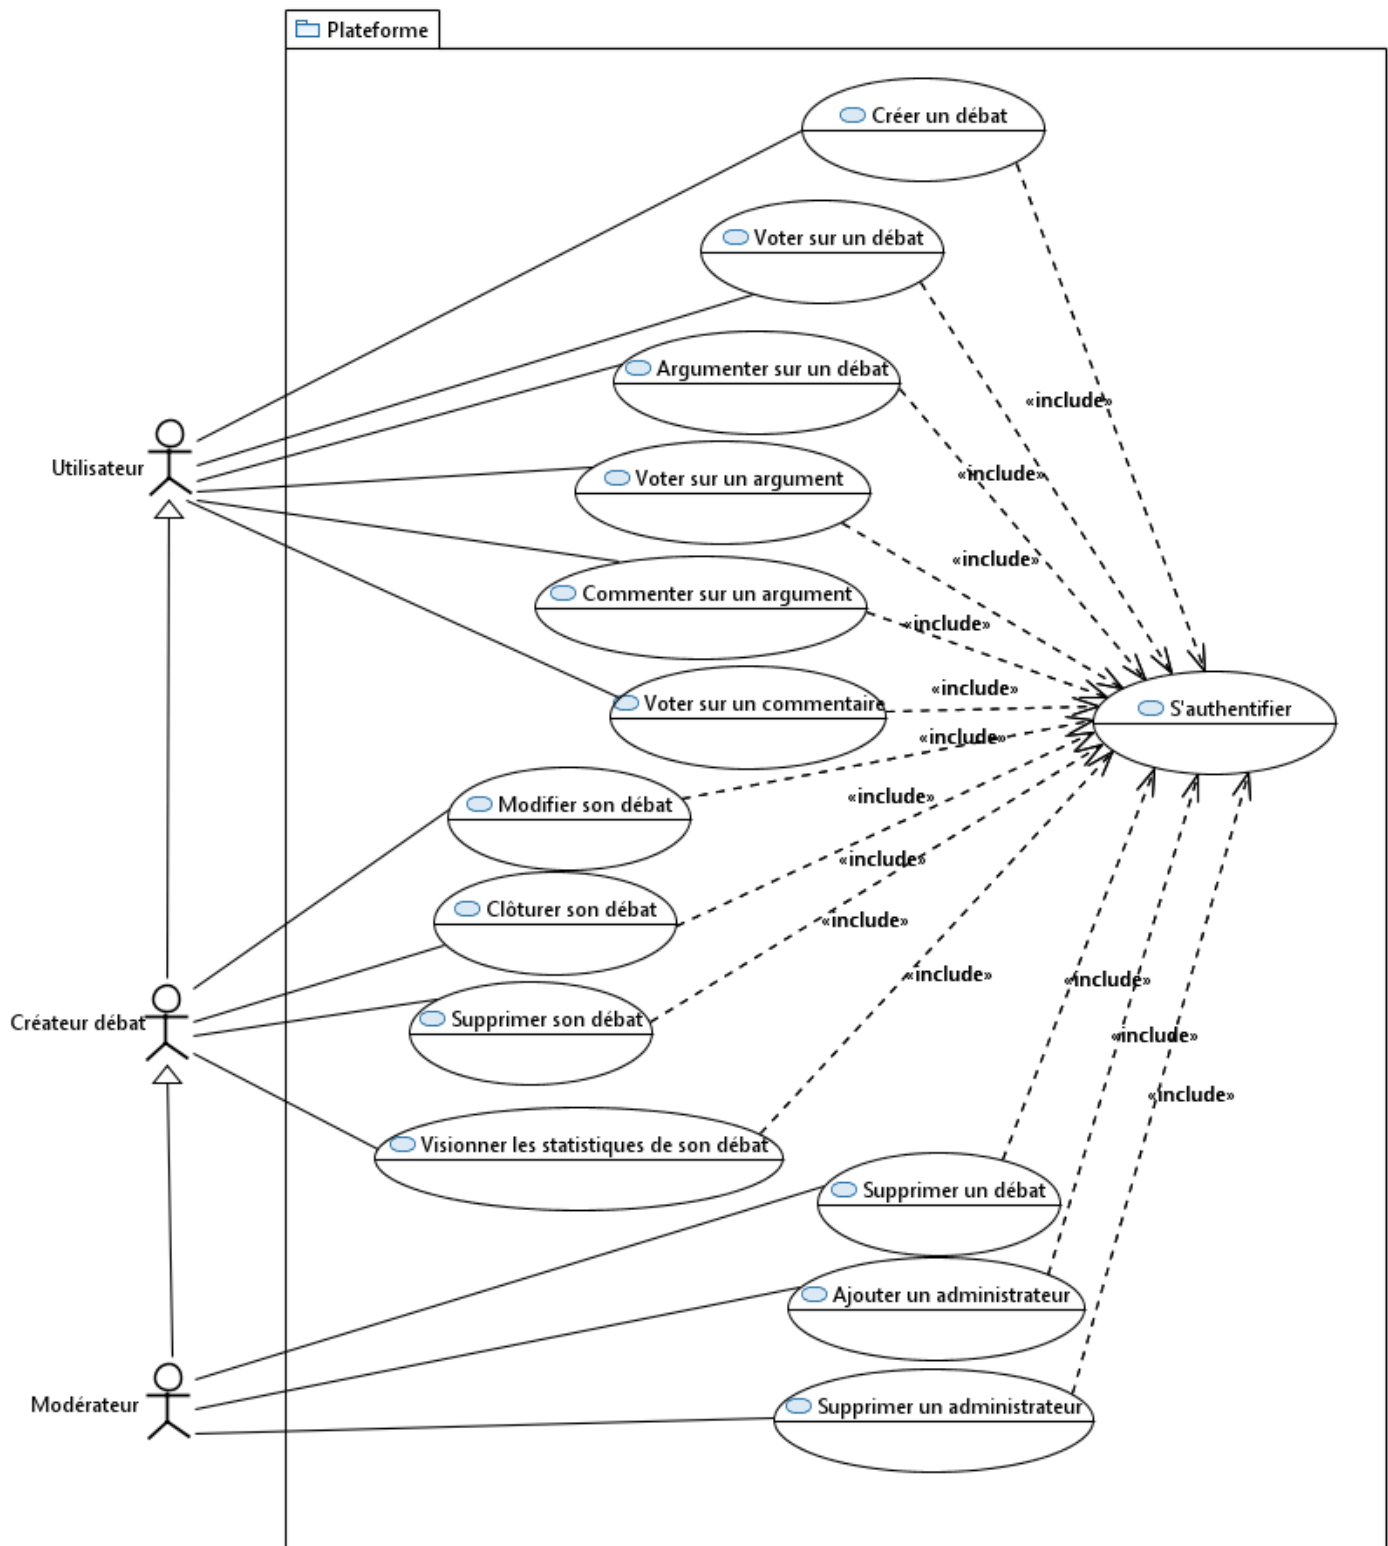 Plateforme
Créer un débat
Voter sur un débat
Argumenter sur un débat
«include»
Utilisateur
Voter sur un argument
«include»
«include»
Commenter sur un argument
«include»
«include»
Voter sur un commentaire
S'authentifier
«include»
Modifier son débat
«include»
«include»
Clôturer son débat
«include»
Supprimer son débat
Créateur débat
«include»
«include»
«include»
«include»
Visionner les statistiques de son débat
Supprimer un débat
Ajouter un administrateur
Modérateur
Supprimer un administrateur